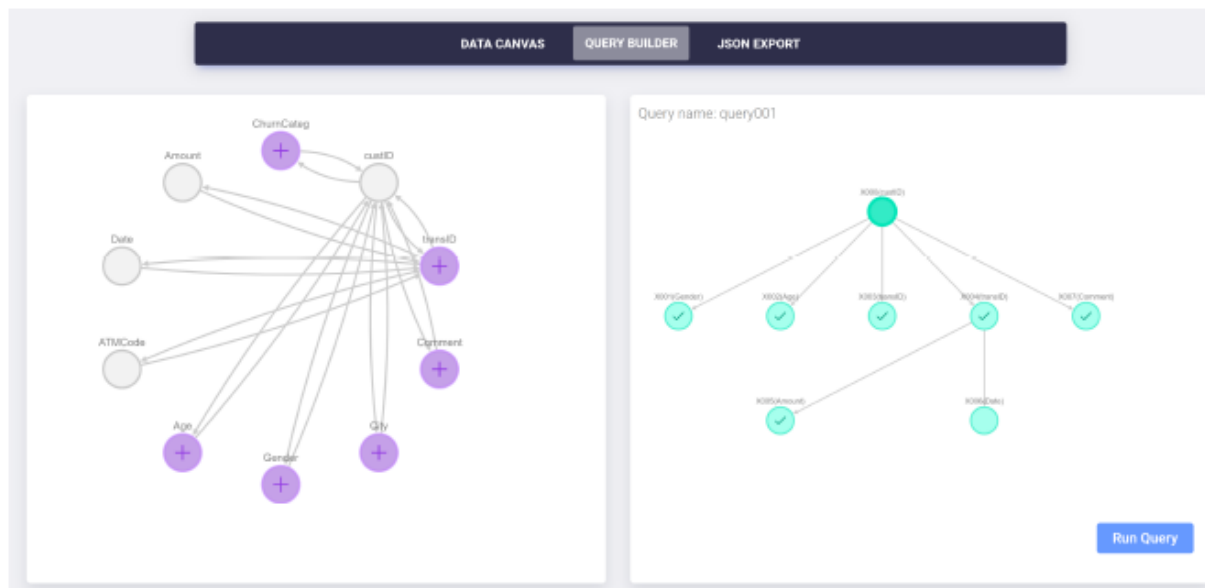 DATA CANVAS
QUERY BUILDER
JSON EXPORT
Query name: query001
ChurnCateg
custID
Amount
transID
Date
Comment
ATMCode
City
Age
Gender
X000(custID)
X001(Gender)
X002(Age)
X003(transID)
X004(transID)
X007(Comment)
X005(Amount)
X006(Date)
Run Query